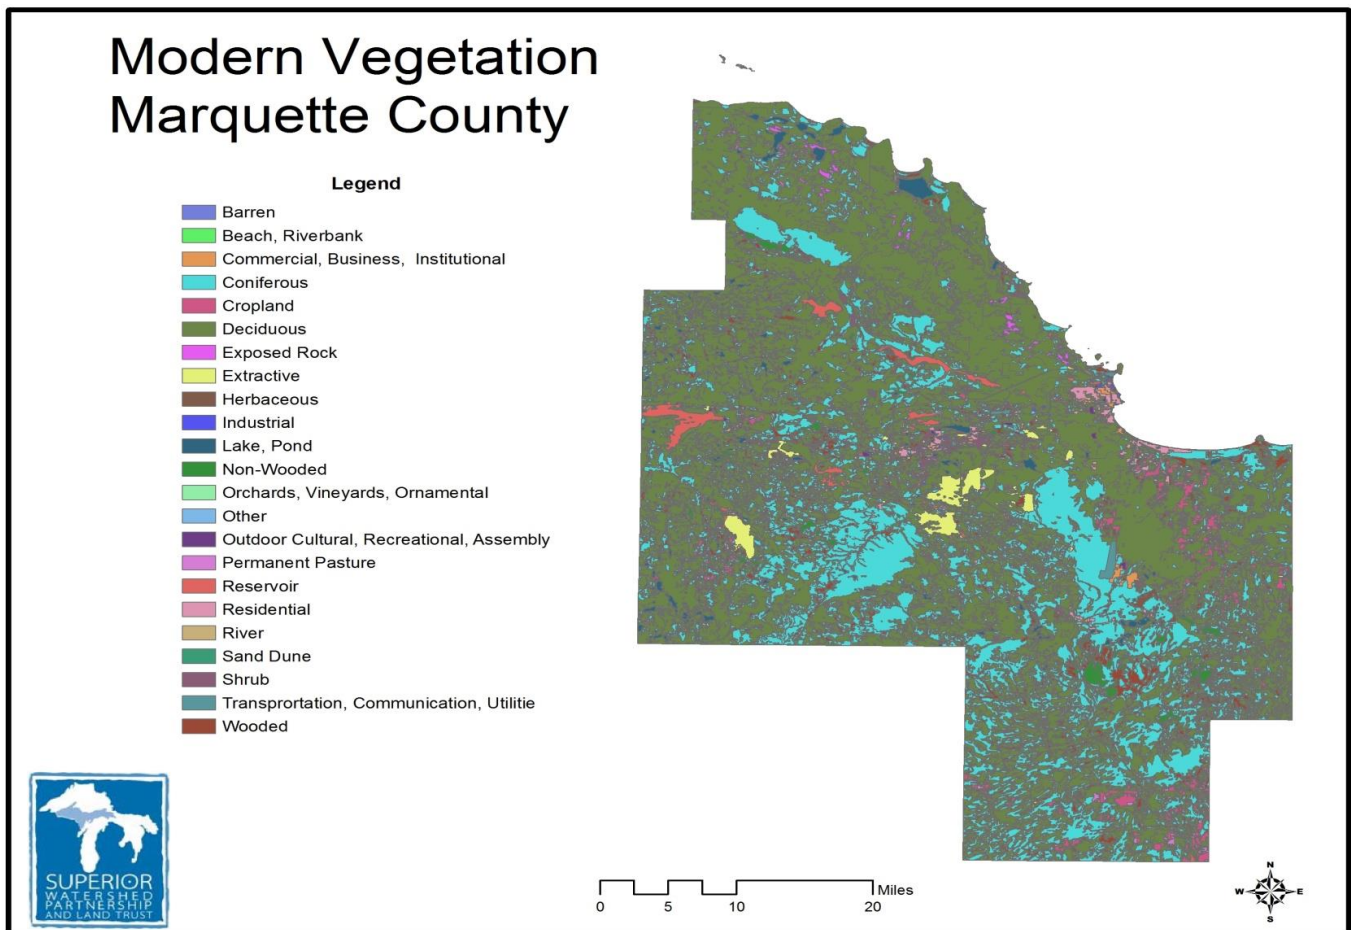 Modern Vegetation
Marquette County
Legend
Barren
Beach, Riverbank
Commercial, Business, Institutional
Coniferous
Cropland
Deciduous
Exposed Rock
Extractive
Herbaceous
Industrial
Lake, Pond
Non-Wooded
Orchards, Vineyards, Ornamental
Other
Outdoor Cultural, Recreational, Assembly
Permanent Pasture
Reservoir
Residential
River
Sand Dune
Shrub
Transprortation, Communication, Utilitie
Wooded
SUPERIOR
WATERSHED
PARTNERSHIP
AND LAND TRUST
Miles
0 5 10 20
N
W E
S